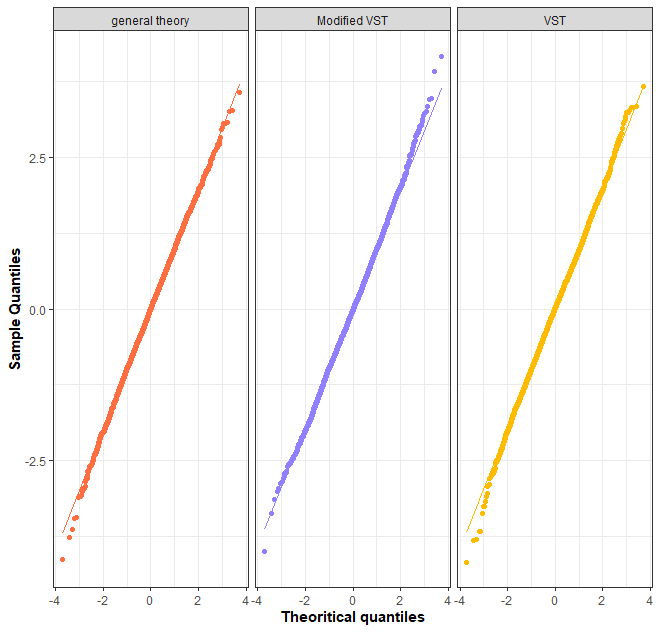 general theory Modified VST VST
2.5
0.0
-2.5
Sample Quantiles
-4 -2 0 2 4 -4 -2 0 2 4 -4 -2 0 2 4
Theoritical quantiles